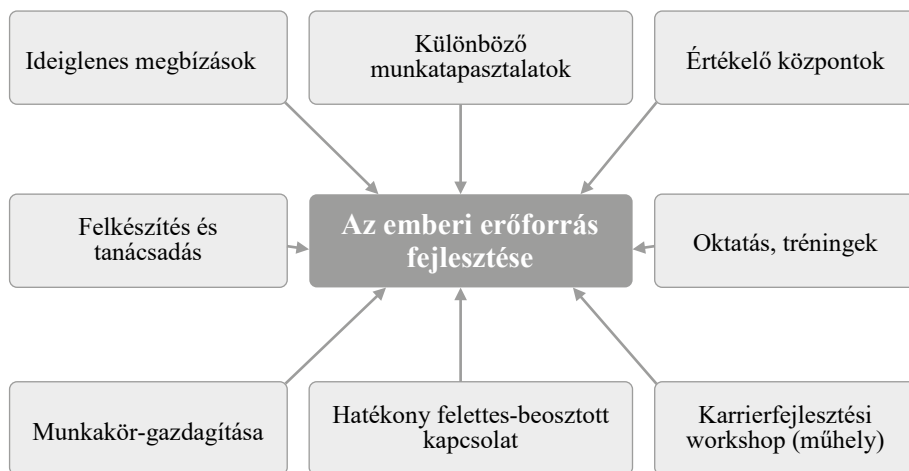 Ideiglenes megbízások
Különböző
munkatapasztalatok
Értékelő központok
Felkészítés és
tanácsadás
Az emberi erőforrás
fejlesztése
Oktatás, tréningek
Munkakör-gazdagítása
Hatékony felettes-beosztott
kapcsolat
Karrierfejlesztési
workshop (műhely)